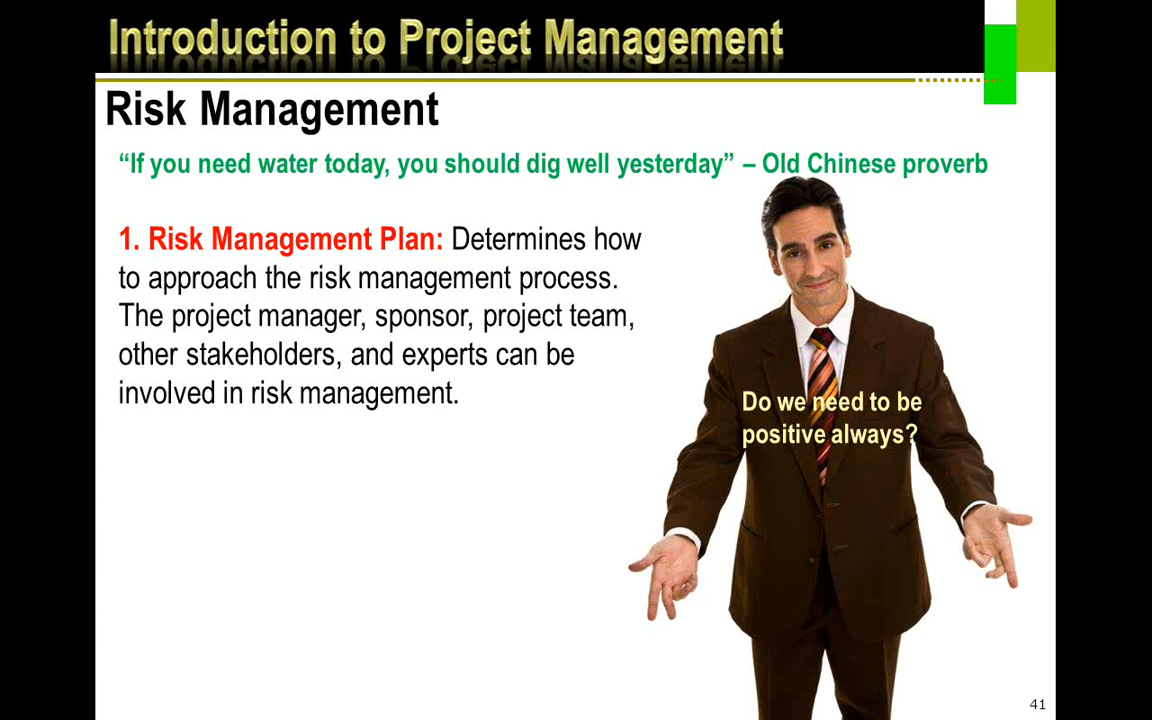 Introduction to Project Management
Risk Management
“If you need water today, you should dig well yesterday” – Old Chinese proverb
1. Risk Management Plan: Determines how
to approach the risk management process.
The project manager, sponsor, project team,
other stakeholders, and experts can be
involved in risk management.
Do we need to be
positive always?
41